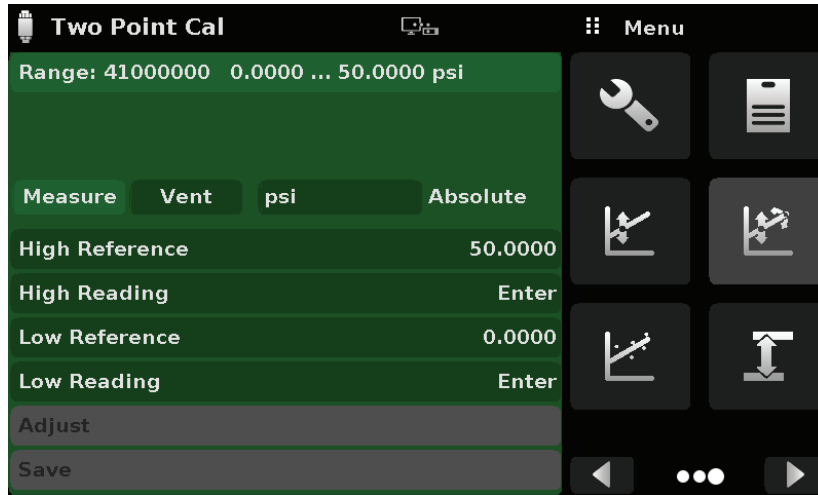 Two Point Cal
Menu
Range: 41000000 0.0000 ... 50.0000 psi
Measure Vent psi Absolute
High Reference 50.0000
High Reading Enter
Low Reference 0.0000
Low Reading Enter
Adjust
Save